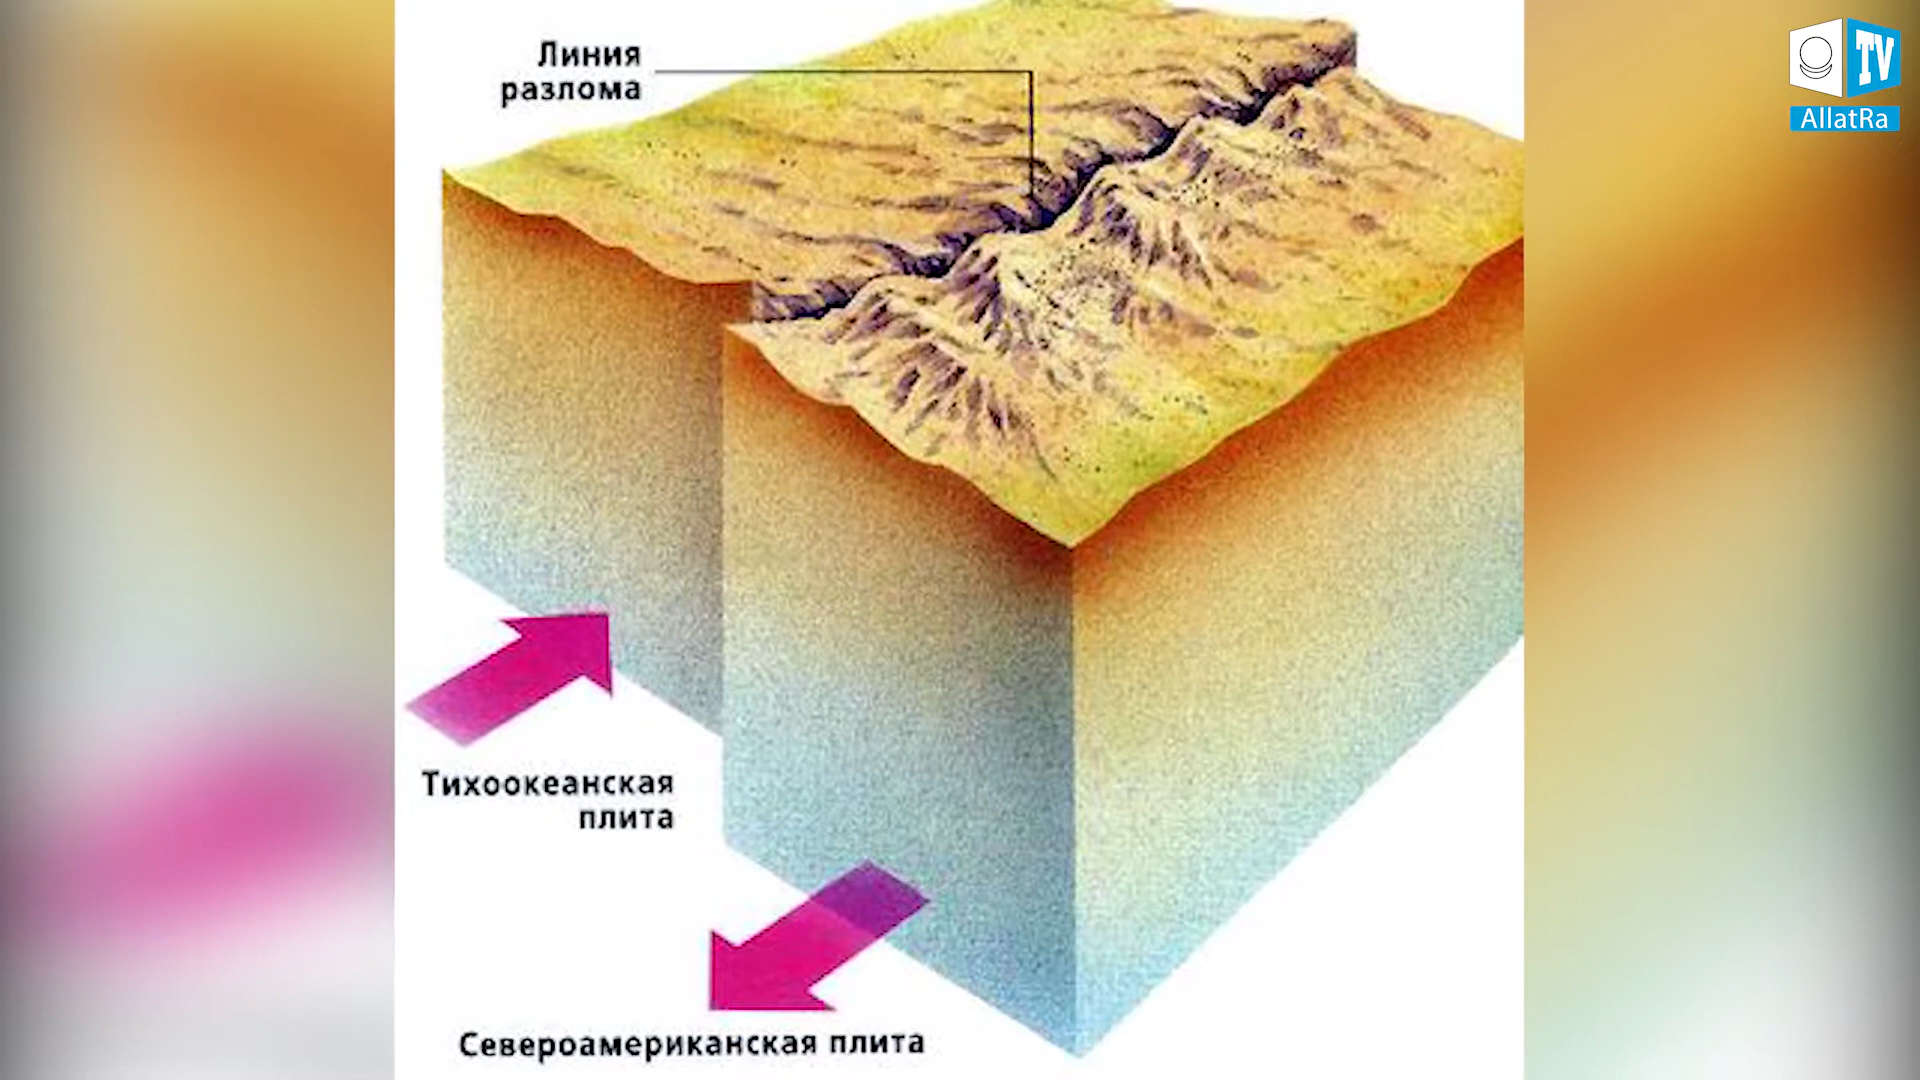 Линия
разлома
TV
AllatRa
Тихоокеанская
плита
Североамериканская плита